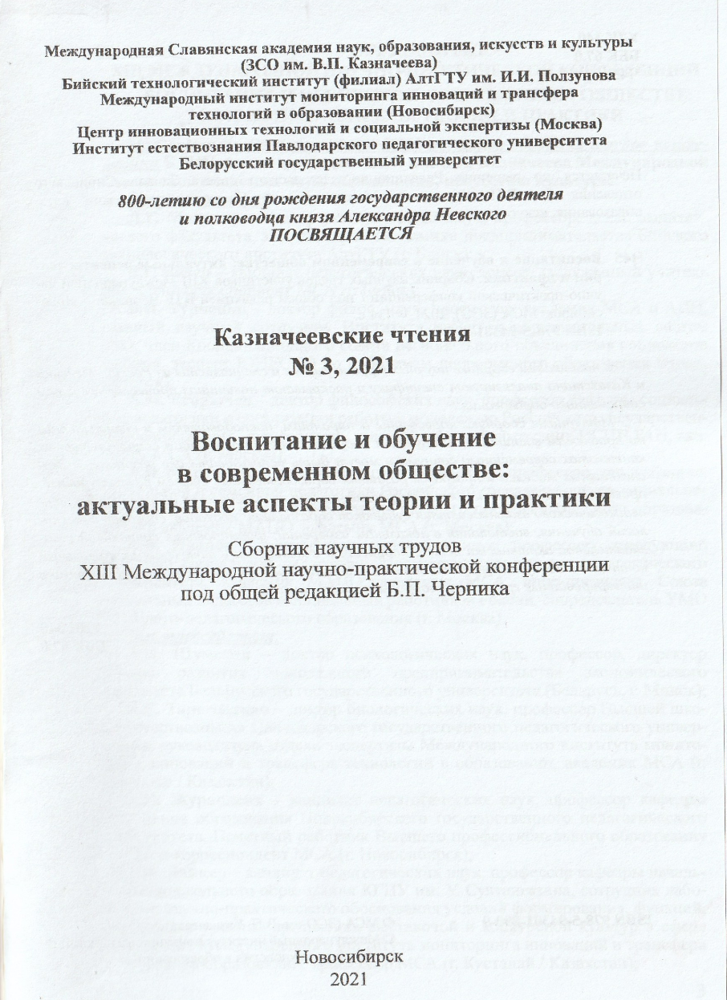 Международная Славянская академия наук, образования, искусств и культуры
(ЗСО им. В.П. Казначеева)
Бийский технологический институт (филиал) АлтГТУ им. И.И. Ползунова
Международный институт мониторинга инноваций и трансфера
технологий в образовании (Новосибирск)
Центр инновационных технологий и социальной экспертизы (Москва)
Институт естествознания Павлодарского педагогического университета
Белорусский государственный университет
800-летию со дня рождения государственного деятеля
и полководца князя Александра Невского
ПОСВЯЩАЕТСЯ
Казначеевские чтения
№ 3, 2021
Воспитание и обучение
в современном обществе:
актуальные аспекты теории и практики
Сборник научных трудов
XIII Международной научно-практической конференции
под общей редакцией Б.П. Черника
Новосибирск
2021